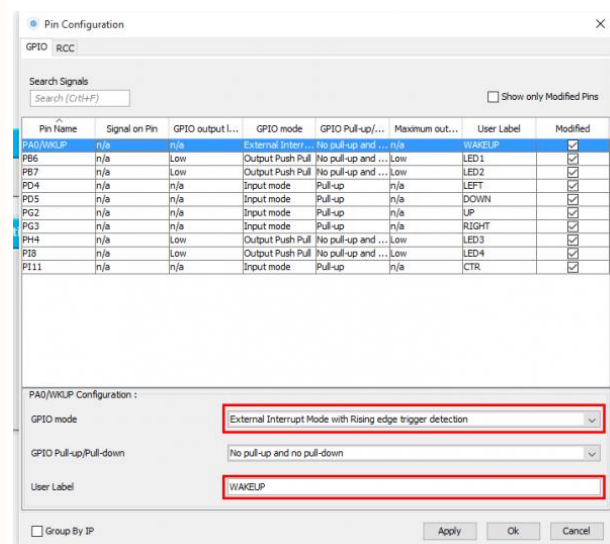 Pin Configuration
GPIO RCC
Search Signals
Search (Crtl+F)
Show only Modified Pins
Pin Name Signal on Pin GPIO output l... GPIO mode GPIO Pull-up/... Maximum out... User Label Modified
PA0/WKUP n/a n/a External Interr... No pull-up and ... n/a WAKEUP
PB6 n/a Low Output Push Pull No pull-up and ... Low LED1
PB7 n/a Low Output Push Pull No pull-up and ... Low LED2
PD4 n/a n/a Input mode Pull-up n/a LEFT
PD5 n/a n/a Input mode Pull-up n/a DOWN
PG2 n/a n/a Input mode Pull-up n/a UP
PG3 n/a n/a Input mode Pull-up n/a RIGHT
PH4 n/a Low Output Push Pull No pull-up and ... Low LED3
PI8 n/a Low Output Push Pull No pull-up and ... Low LED4
PI11 n/a n/a Input mode Pull-up n/a CTR
PA0/WKUP Configuration :
GPIO mode External Interrupt Mode with Rising edge trigger detection
GPIO Pull-up/Pull-down No pull-up and no pull-down
User Label WAKEUP
Group By IP Apply Ok Cancel